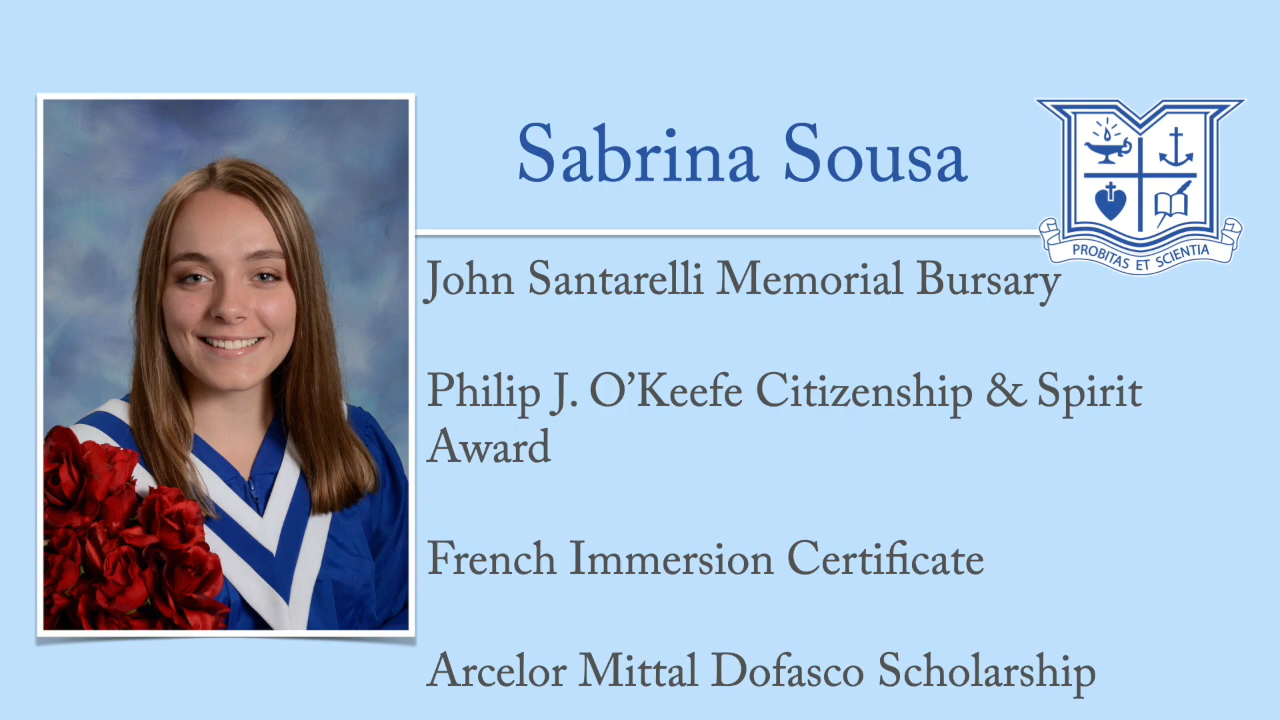 Sabrina Sousa
PROBITAS ET SCIENTIA
John Santarelli Memorial Bursary
Philip J. O’Keefe Citizenship & Spirit
Award
French Immersion Certificate
Arcelor Mittal Dofasco Scholarship